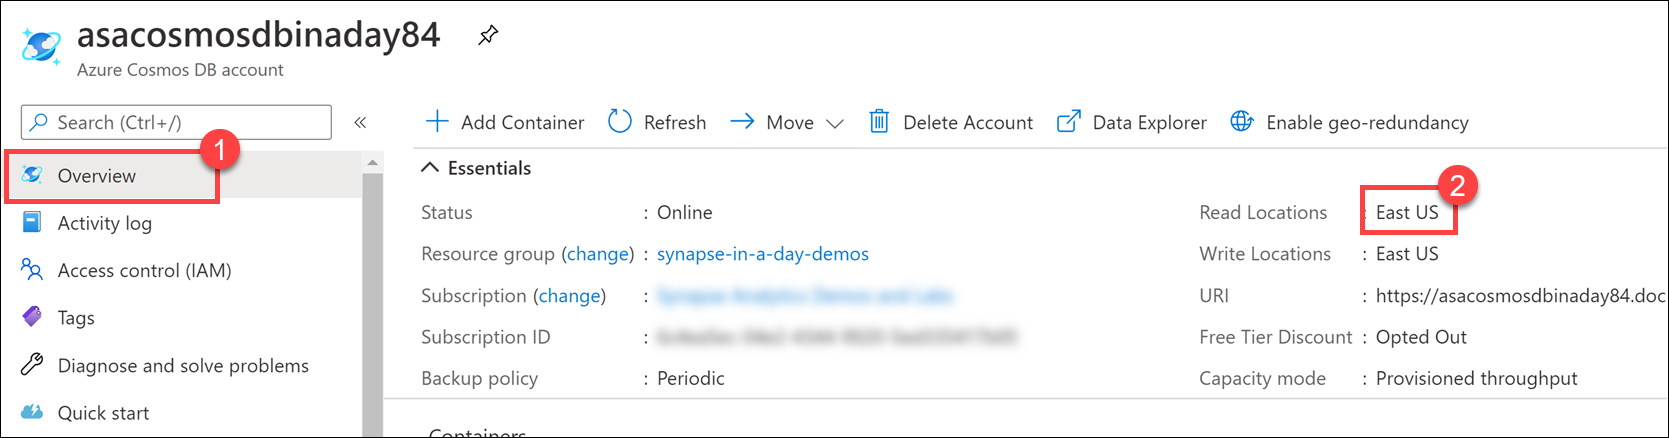 asacosmosdbinaday84
Azure Cosmos DB account
Search (Ctrl+/)
«
Add Container Refresh Move Delete Account Data Explorer Enable geo-redundancy
1
Overview
Activity log
Access control (IAM)
Tags
Diagnose and solve problems
Quick start
Essentials
Status : Online
Resource group (change) : synapse-in-a-day-demos
Subscription (change) :
Subscription ID :
Backup policy : Periodic
2
Read Locations : East US
Write Locations : East US
URI : https://asacosmosdbinaday84.doc
Free Tier Discount : Opted Out
Capacity mode : Provisioned throughput
Containers